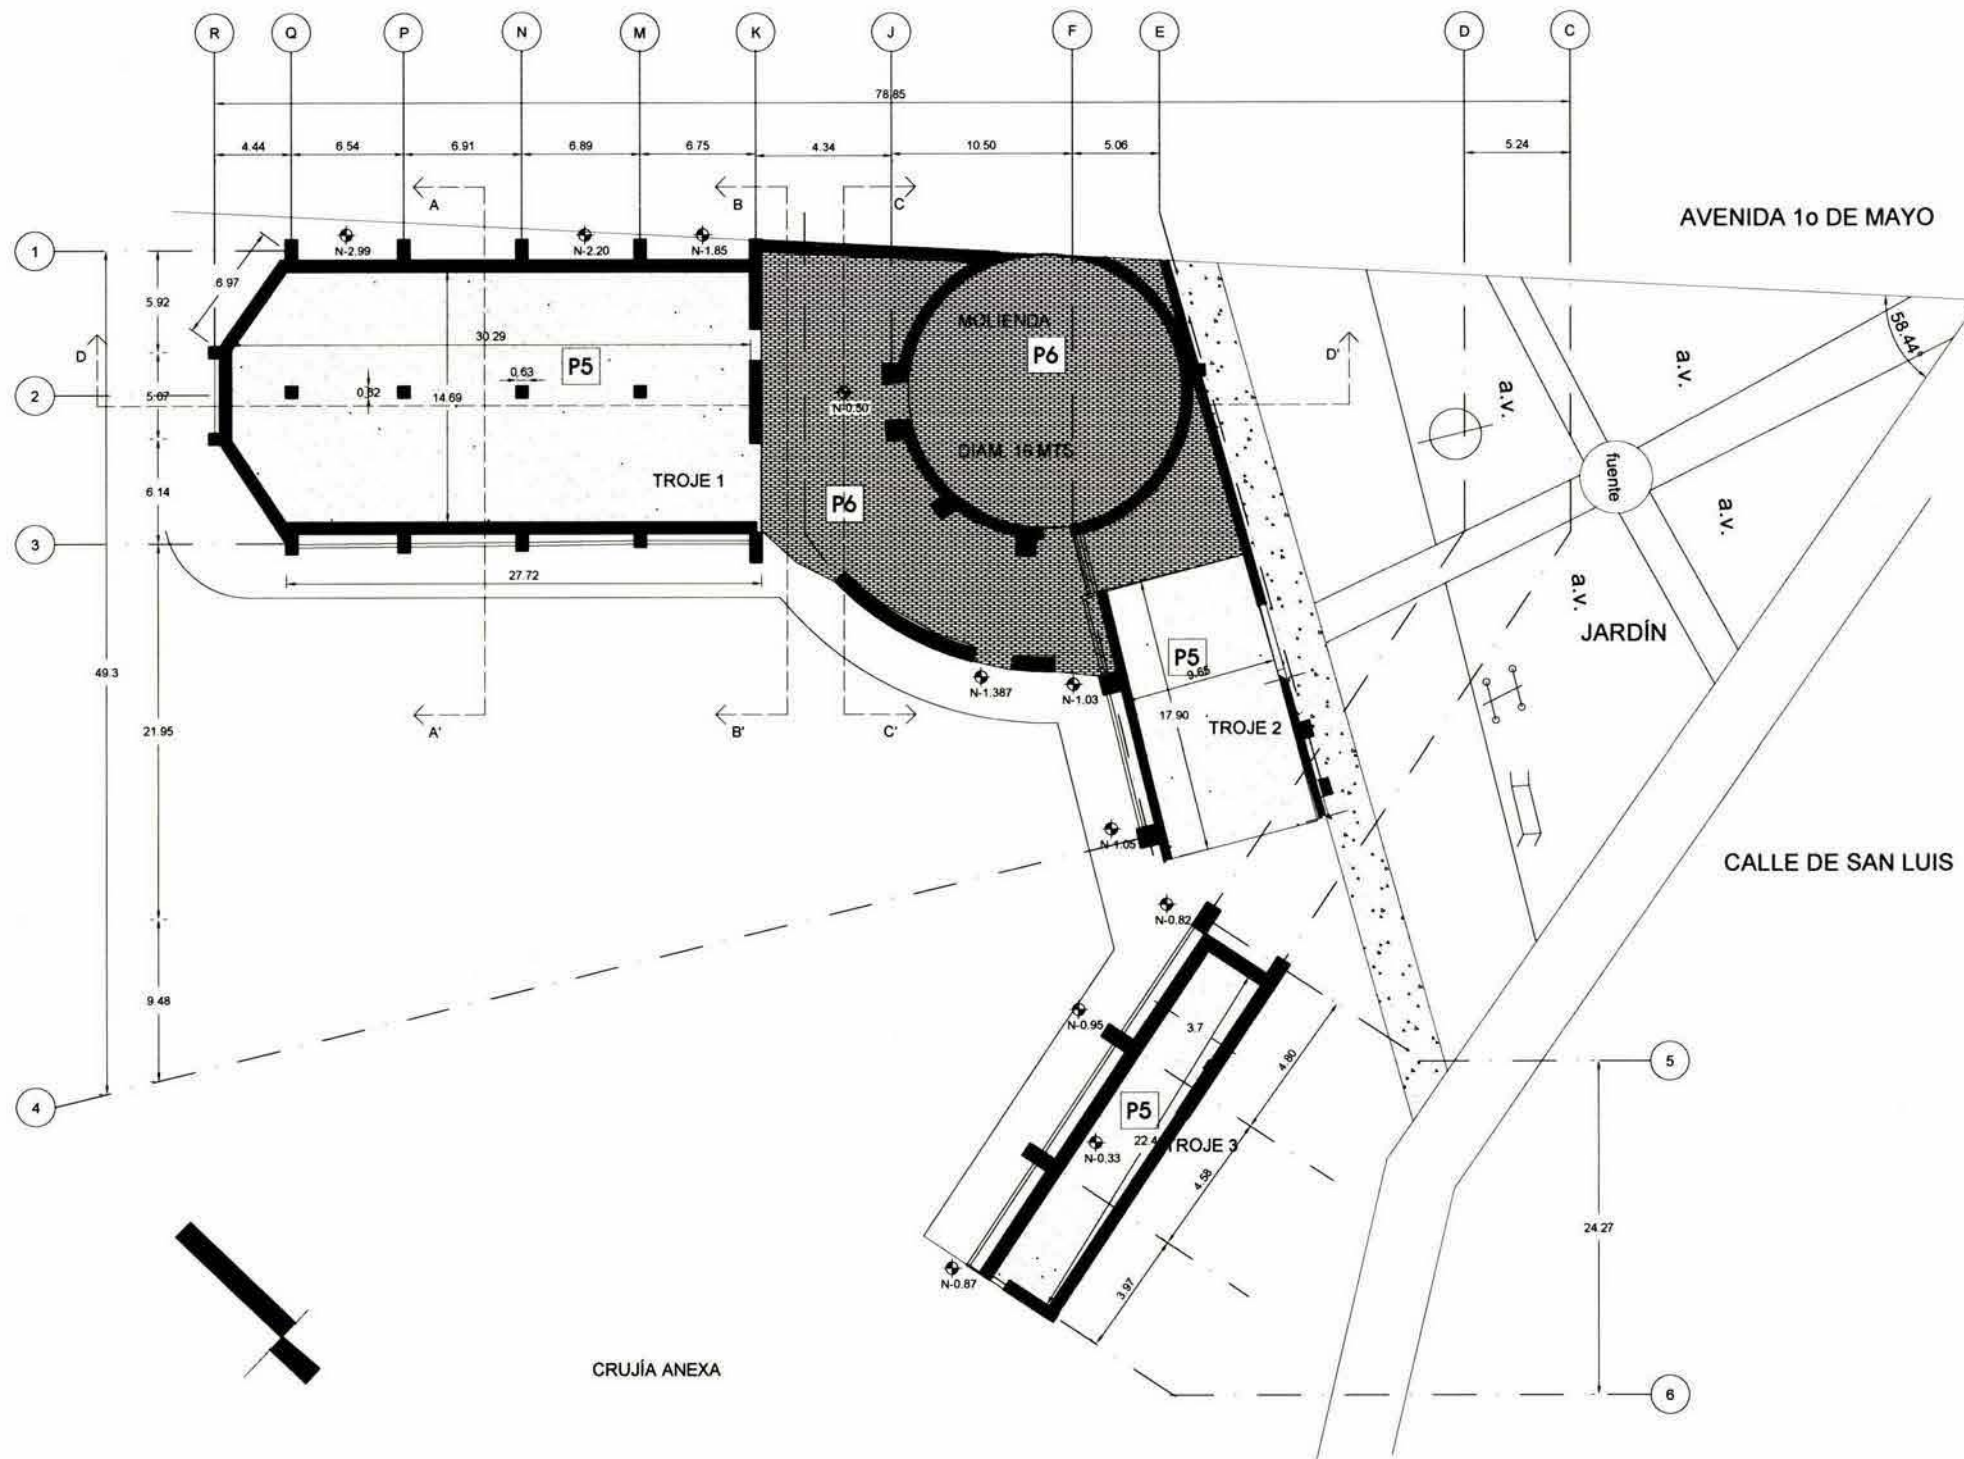 R Q P N M K J F E D C
78.85
4.44 6.54 6.91 6.89 6.75 4.34 10.50 5.06 5.24
A B C
AVENIDA 1o DE MAYO
1
N-2.99 N-2.20 N-1.85
6.97
5.92
58.44°
MOLIENDA
30.29
D
P5
P6
D'
a.v.
a.v.
2
5.07
0.82
0.63
14.69
N-0.50
DIAM. 16 MTS
fuente
TROJE 1
6.14
P6
a.v.
3
27.72
a.v.
JARDÍN
49.3
P5
9.65
N-1.387
N-1.03
17.90
TROJE 2
21.95
A' B' C'
N-1.05
CALLE DE SAN LUIS
N-0.82
9.48
N-0.95
3.7
4.80
5
4
P5
22.4
TROJE 3
N-0.33
4.58
24.27
N-0.87
3.97
CRUJÍA ANEXA
6